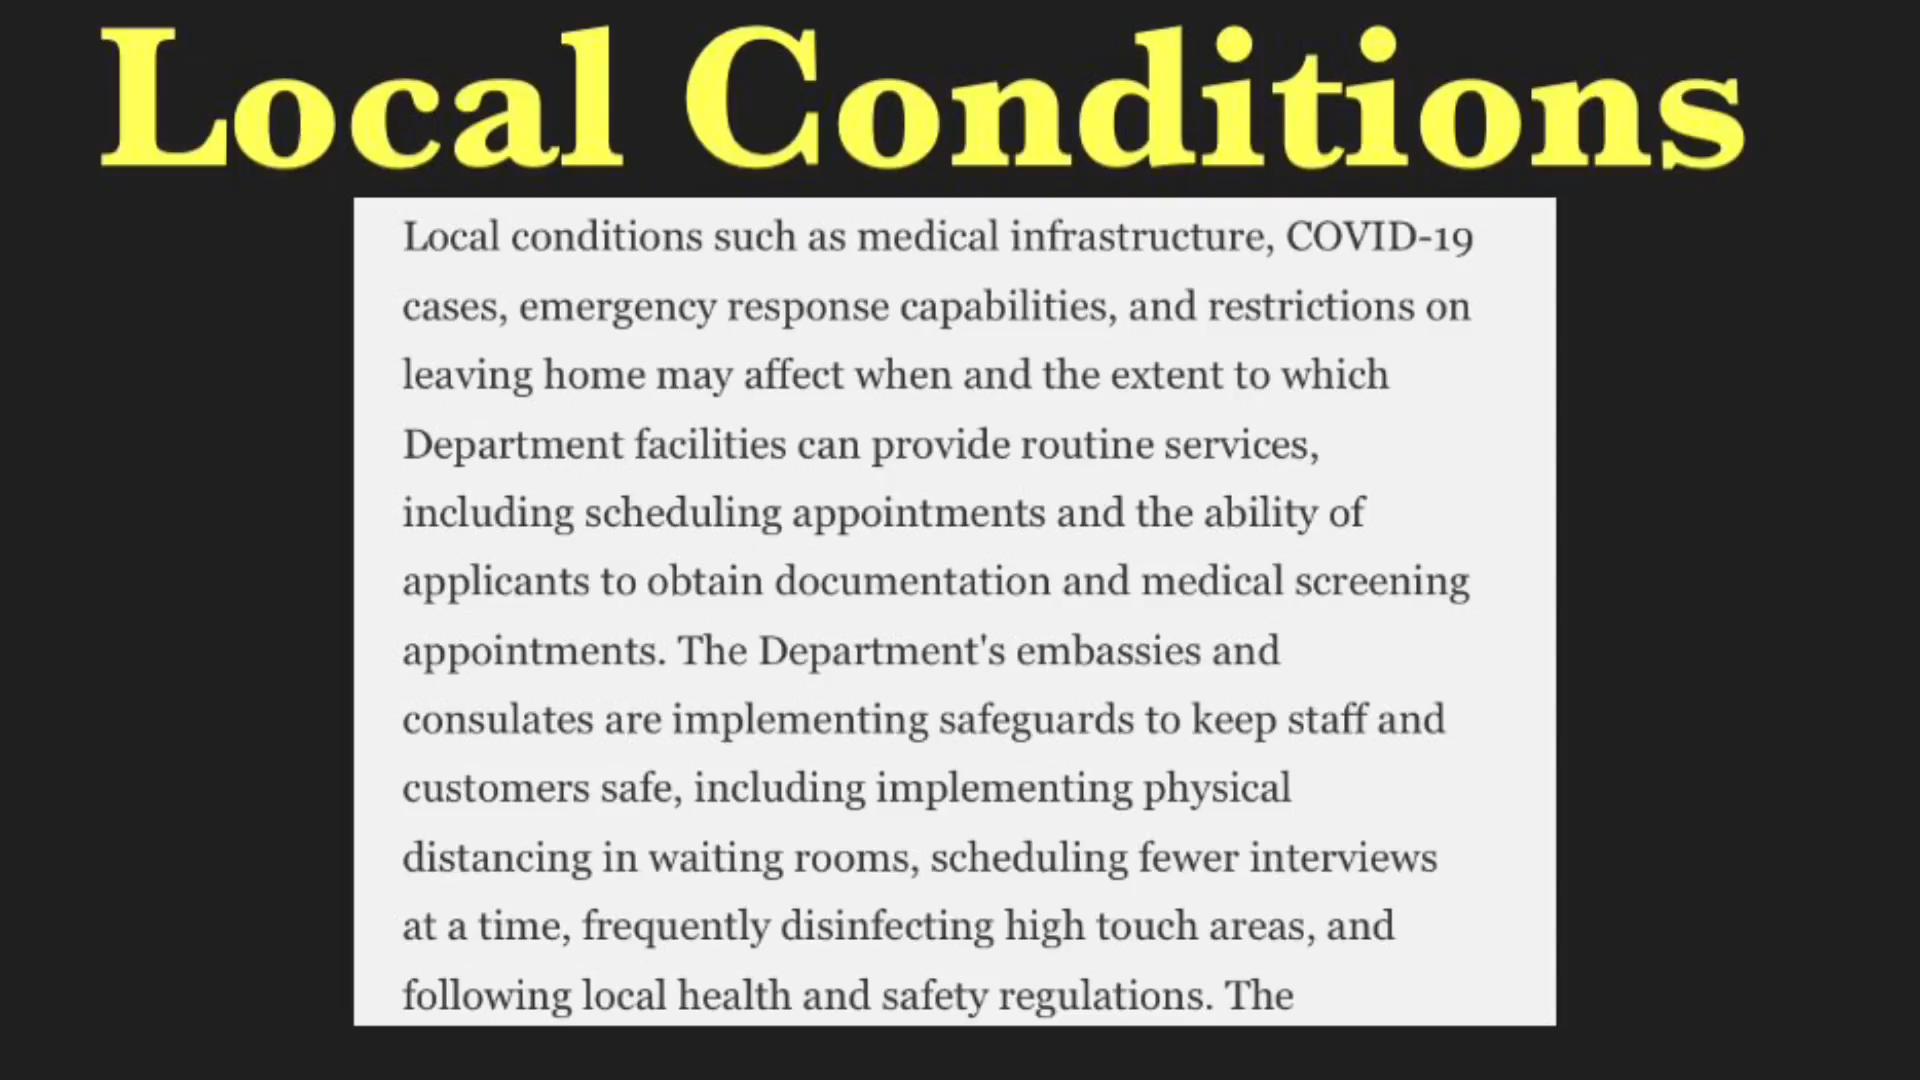 Local Conditions
Local conditions such as medical infrastructure, COVID-19
cases, emergency response capabilities, and restrictions on
leaving home may affect when and the extent to which
Department facilities can provide routine services,
including scheduling appointments and the ability of
applicants to obtain documentation and medical screening
appointments. The Department's embassies and
consulates are implementing safeguards to keep staff and
customers safe, including implementing physical
distancing in waiting rooms, scheduling fewer interviews
at a time, frequently disinfecting high touch areas, and
following local health and safety regulations. The